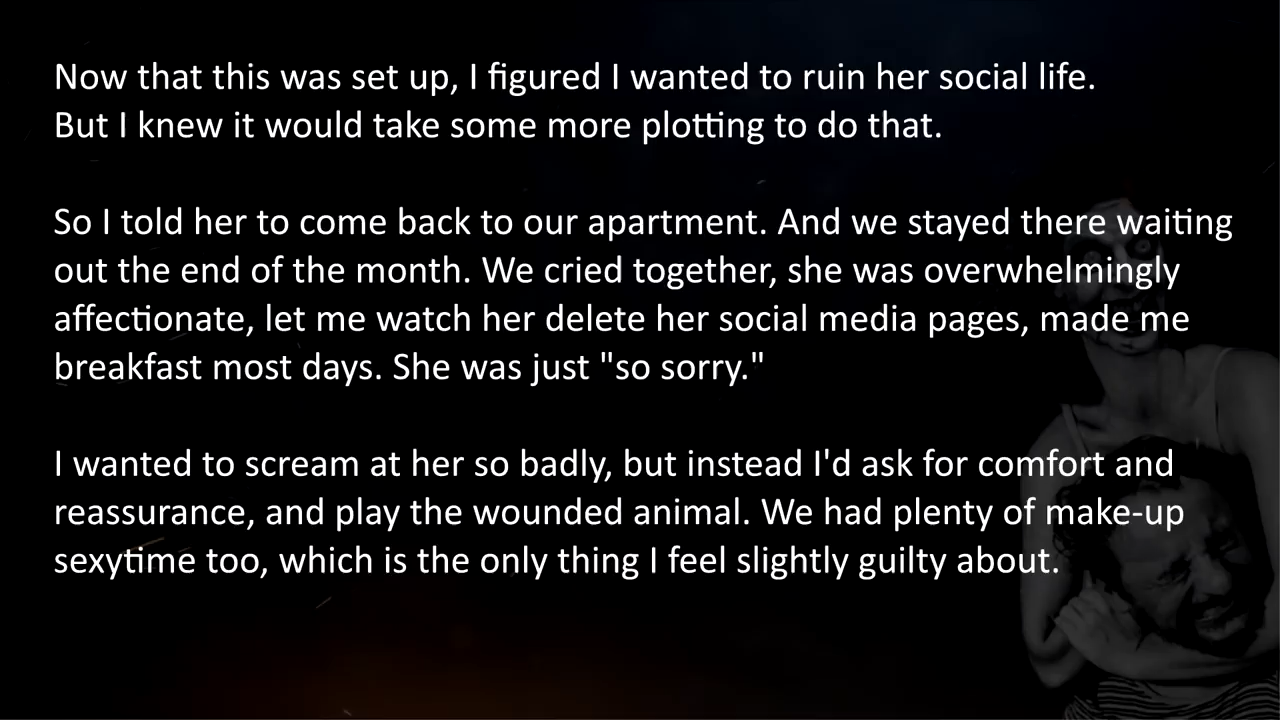 Now that this was set up, I figured I wanted to ruin her social life.
But I knew it would take some more plotting to do that.
So I told her to come back to our apartment. And we stayed there waiting
out the end of the month. We cried together, she was overwhelmingly
affectionate, let me watch her delete her social media pages, made me
breakfast most days. She was just "so sorry."
I wanted to scream at her so badly, but instead I'd ask for comfort and
reassurance, and play the wounded animal. We had plenty of make-up
sexytime too, which is the only thing I feel slightly guilty about.